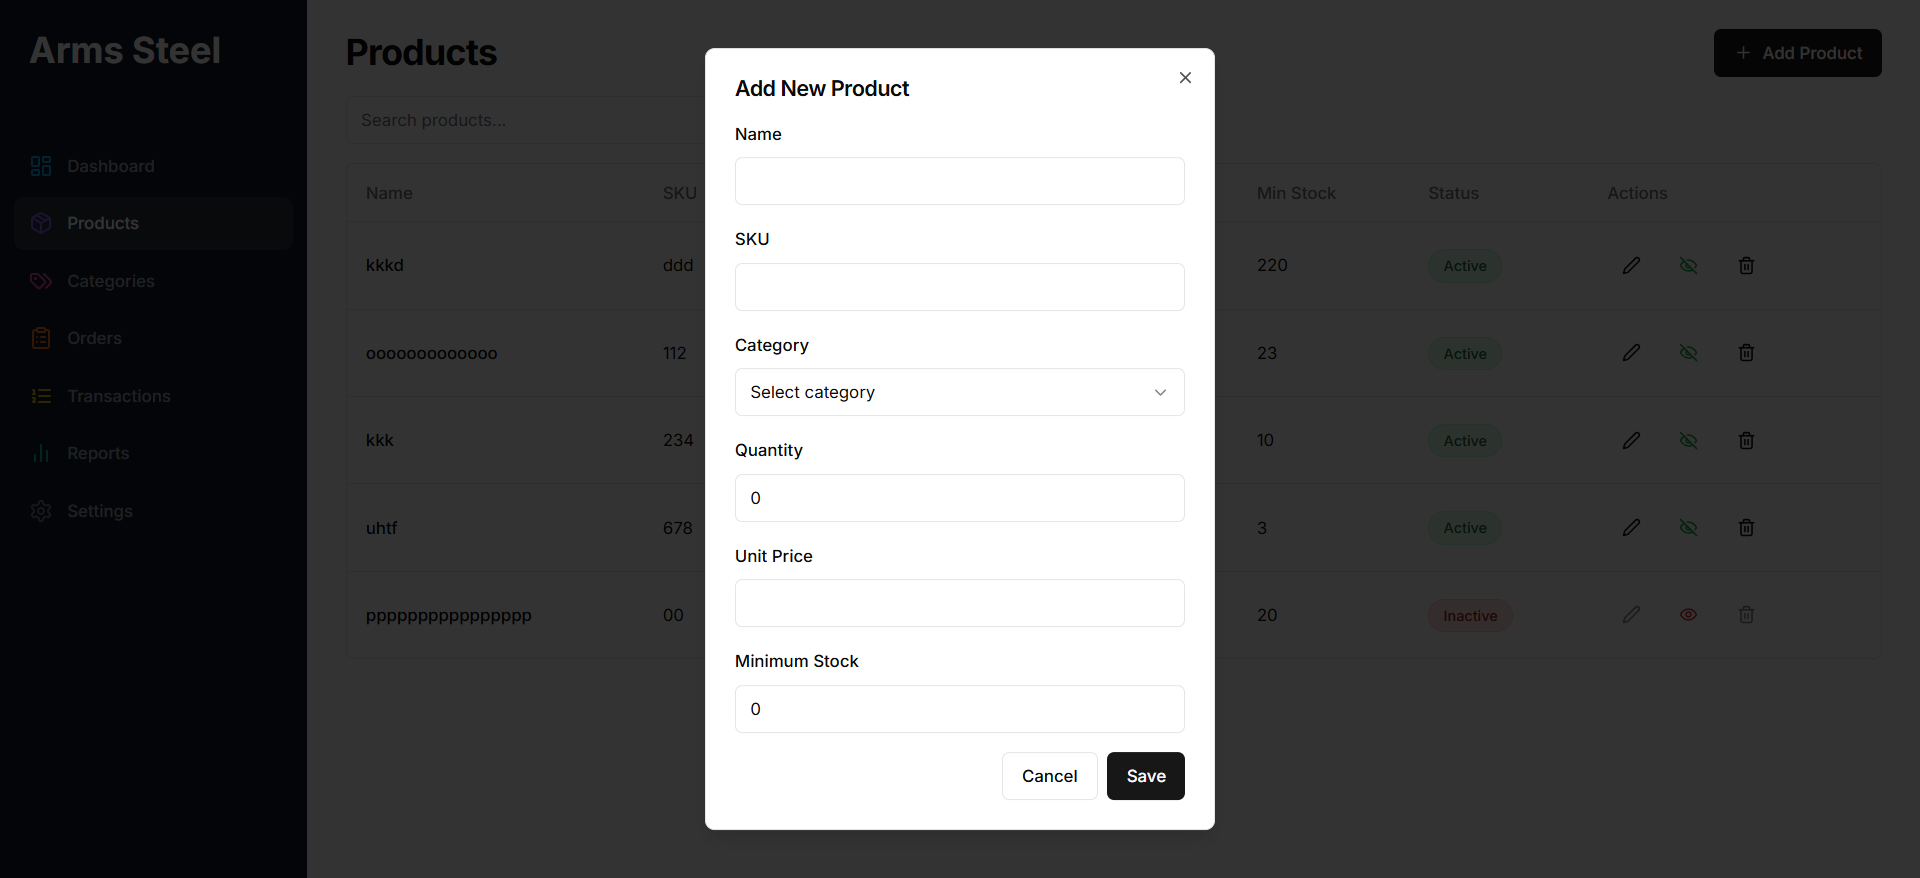 Arms Steel
Dashboard
Products
Categories
Orders
Transactions
Reports
Settings
Products
Add Product
Search products...
Name SKU Min Stock Status Actions
kkkd ddd 220 Active
ooooooooooooo 112 23 Active
kkk 234 10 Active
uhtf 678 3 Active
pppppppppppppppp 00 20 Inactive
Add New Product
Name
SKU
Category
Select category
Quantity
0
Unit Price
Minimum Stock
0
Cancel Save